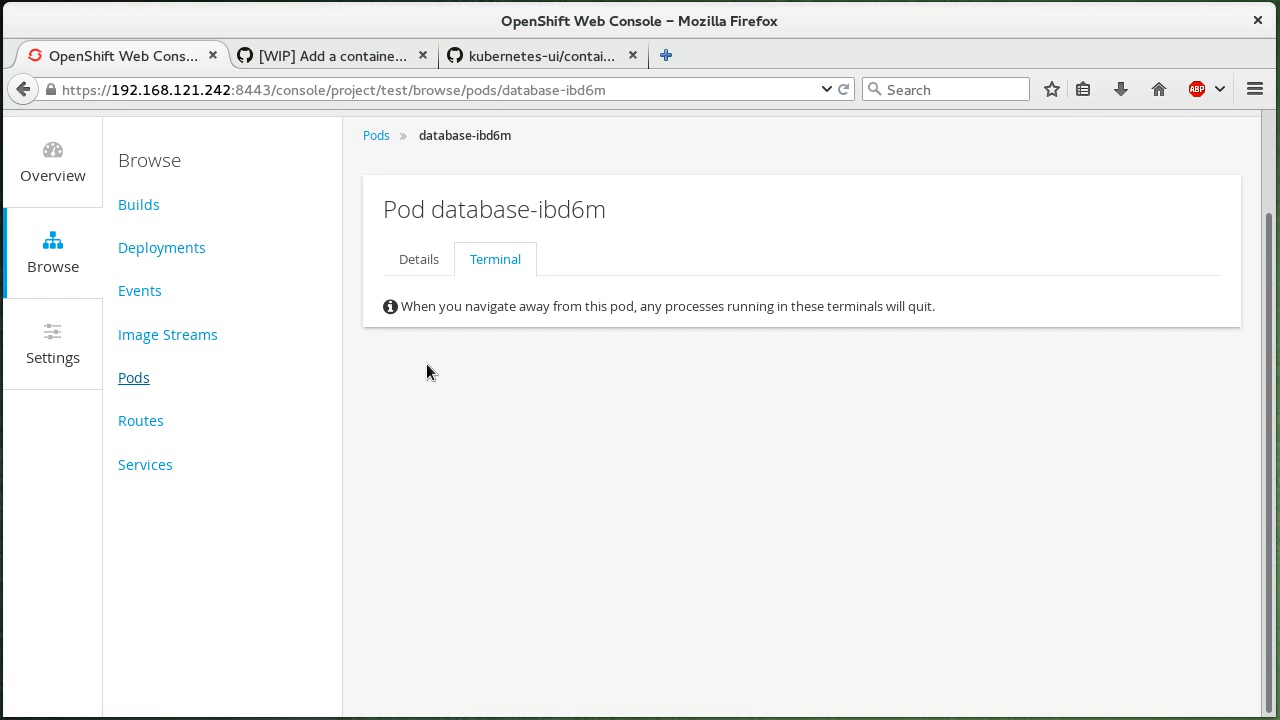 OpenShift Web Console – Mozilla Firefox
OpenShift Web Cons...
[WIP] Add a containe...
kubernetes-ui/contai...
https://192.168.121.242:8443/console/project/test/browse/pods/database-ibd6m
Search
ABP
Overview
Browse
Settings
Browse
Builds
Deployments
Events
Image Streams
Pods
Routes
Services
Pods » database-ibd6m
Pod database-ibd6m
Details
Terminal
When you navigate away from this pod, any processes running in these terminals will quit.